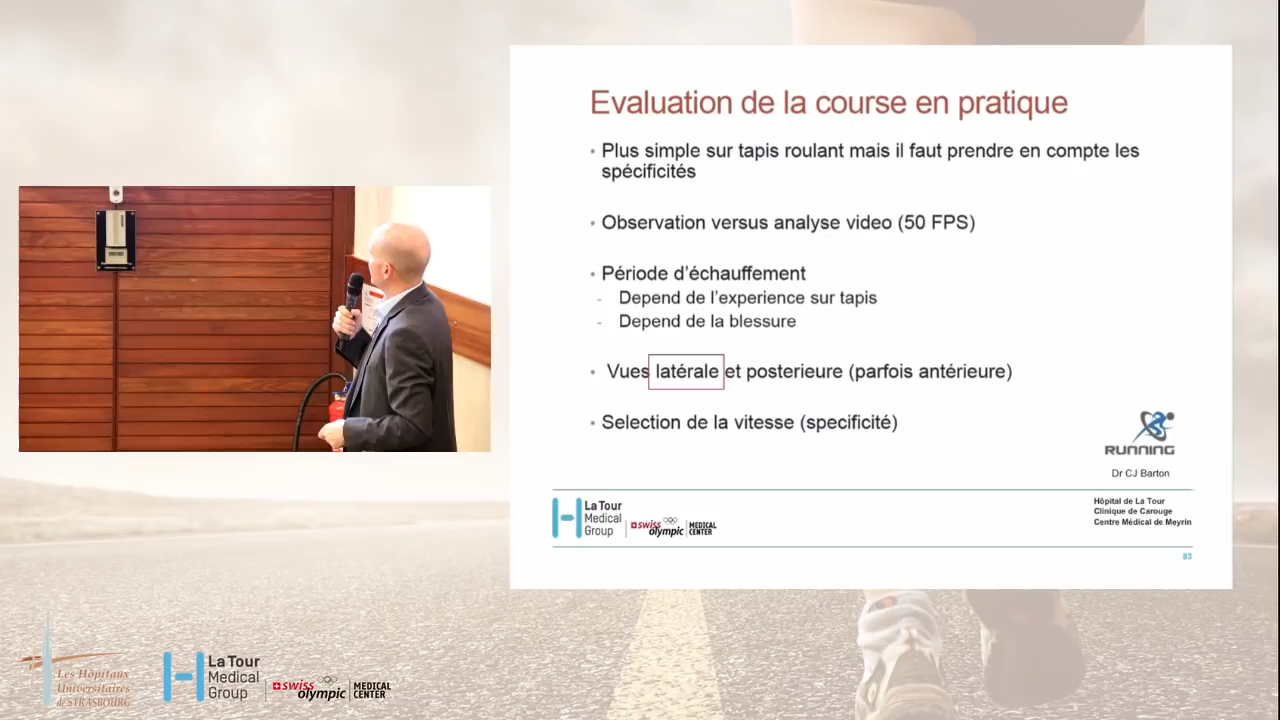 Evaluation de la course en pratique
• Plus simple sur tapis roulant mais il faut prendre en compte les
spécificités
• Observation versus analyse video (50 FPS)
• Période d'échauffement
- Depend de l'experience sur tapis
- Depend de la blessure
• Vues latérale et posterieure (parfois antérieure)
• Selection de la vitesse (specificité)
RUNNING
Dr CJ Barton
La Tour
Medical
Group
swiss
olympic
MEDICAL
CENTER
Hôpital de La Tour
Clinique de Carouge
Centre Médical de Meyrin
83
Les Hôpitaux
Universitaires
de STRASBOURG
La Tour
Medical
Group
swiss
olympic
MEDICAL
CENTER